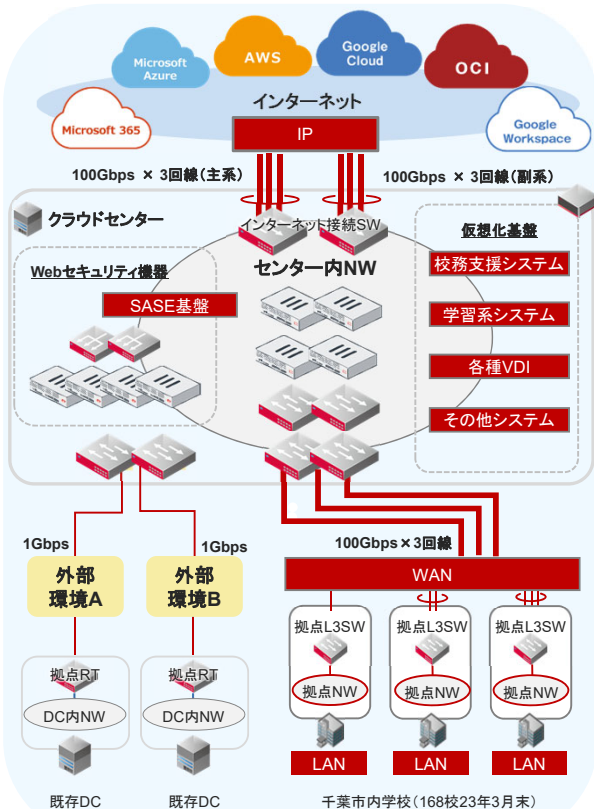 Microsoft
Azure
AWS
Google
Cloud
OCI
Microsoft 365
インターネット
Google
Workspace
IP
100Gbps × 3回線(主系)
100Gbps × 3回線(副系)
クラウドセンター
インターネット接続SW
仮想化基盤
Webセキュリティ機器
センター内NW
校務支援システム
SASE基盤
学習系システム
各種VDI
その他システム
1Gbps
1Gbps
100Gbps×3回線
外部
環境A
外部
環境B
WAN
拠点L3SW
拠点L3SW
拠点L3SW
拠点RT
拠点RT
拠点NW
拠点NW
拠点NW
DC内NW
DC内NW
LAN
LAN
LAN
既存DC
既存DC
千葉市内学校(168校23年3月末)